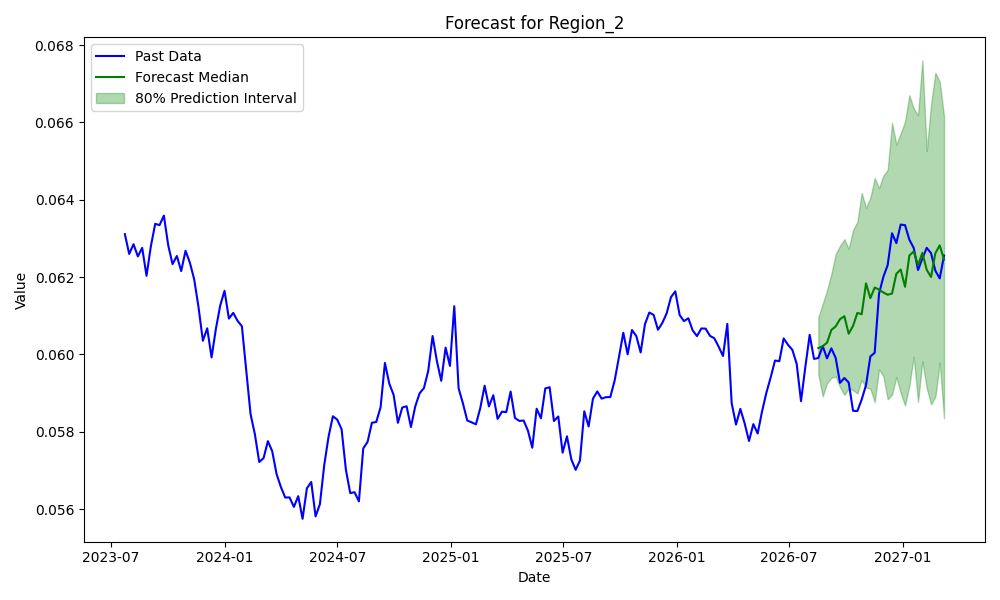 Forecast for Region_2
Past Data
Forecast Median
80% Prediction Interval
Value
0.068
0.066
0.064
0.062
0.060
0.058
0.056
2023-07
2024-01
2024-07
2025-01
2025-07
2026-01
2026-07
2027-01
Date